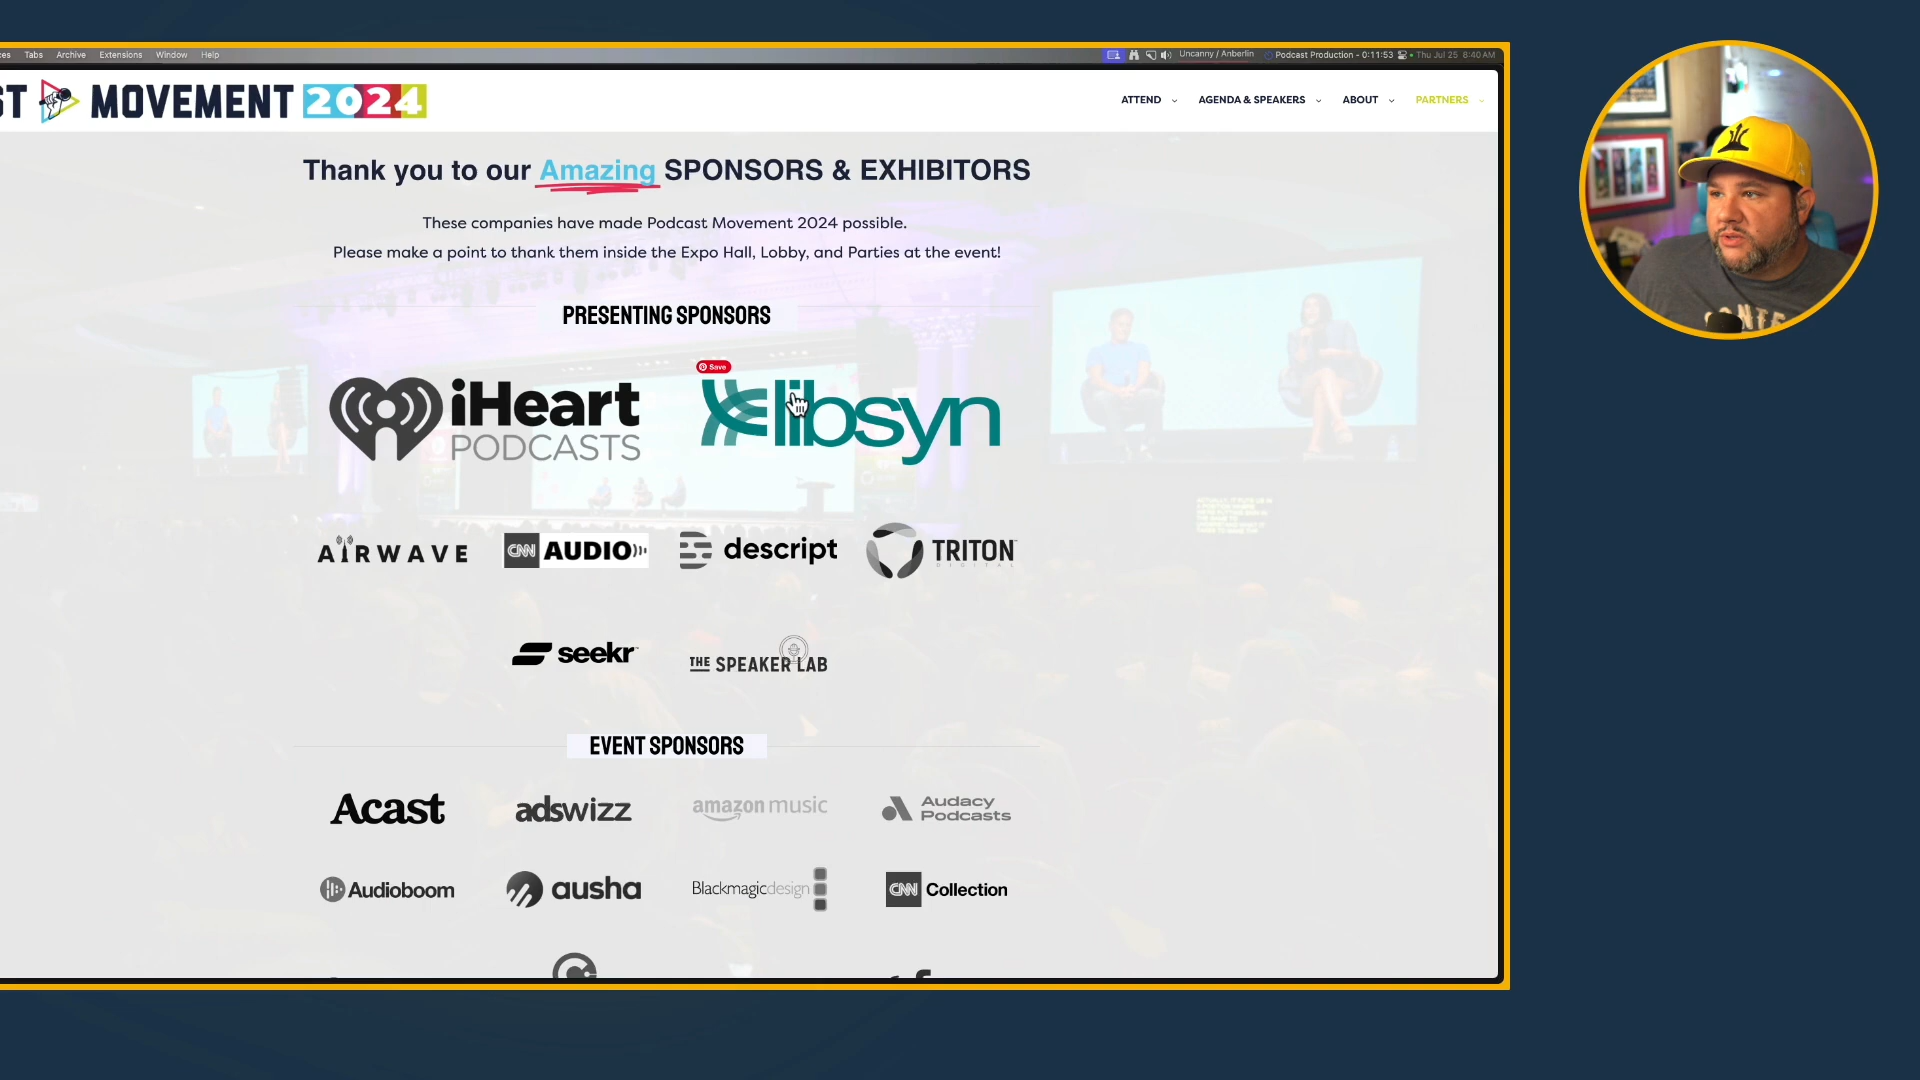 ces Tabs Archive Extensions Window Help
Uncanny / Anberlin Podcast Production - 0:11:53 Thu Jul 25 8:40 AM
ST MOVEMENT 2024
ATTEND AGENDA & SPEAKERS ABOUT PARTNERS
Thank you to our Amazing SPONSORS & EXHIBITORS
These companies have made Podcast Movement 2024 possible.
Please make a point to thank them inside the Expo Hall, Lobby, and Parties at the event!
PRESENTING SPONSORS
Save
iHeart
PODCASTS
libsyn
AIRWAVE
CNN AUDIO
descript
TRITON
DIGITAL
seekr
THE SPEAKER LAB
EVENT SPONSORS
Acast
adswizz
amazon music
Audacy
Podcasts
Audioboom
ausha
Blackmagicdesign
CNN Collection